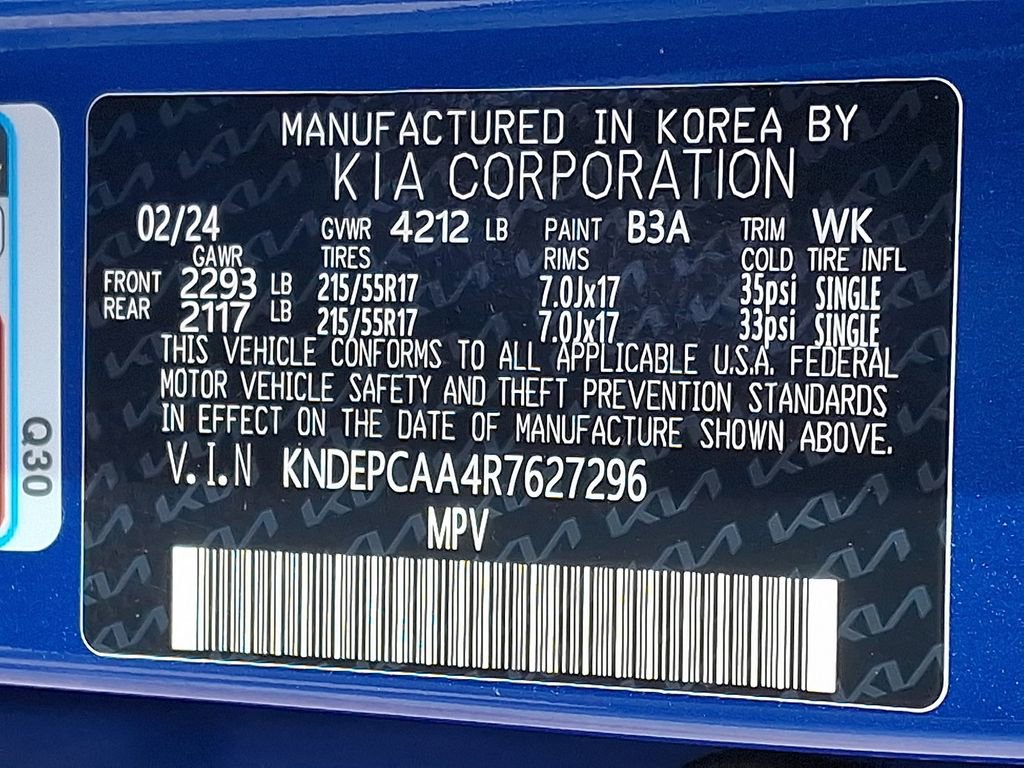 MANUFACTURED IN KOREA BY
KIA CORPORATION
02/24 GVWR 4212 LB PAINT B3A TRIM WK
GAWR TIRES RIMS COLD TIRE INFL
FRONT 2293 LB 215/55R17 7.0Jx17 35psi SINGLE
REAR 2117 LB 215/55R17 7.0Jx17 33psi SINGLE
THIS VEHICLE CONFORMS TO ALL APPLICABLE U.S.A. FEDERAL
MOTOR VEHICLE SAFETY AND THEFT PREVENTION STANDARDS
IN EFFECT ON THE DATE OF MANUFACTURE SHOWN ABOVE.
V.I.N KNDEPCAA4R7627296
MPV
Q30